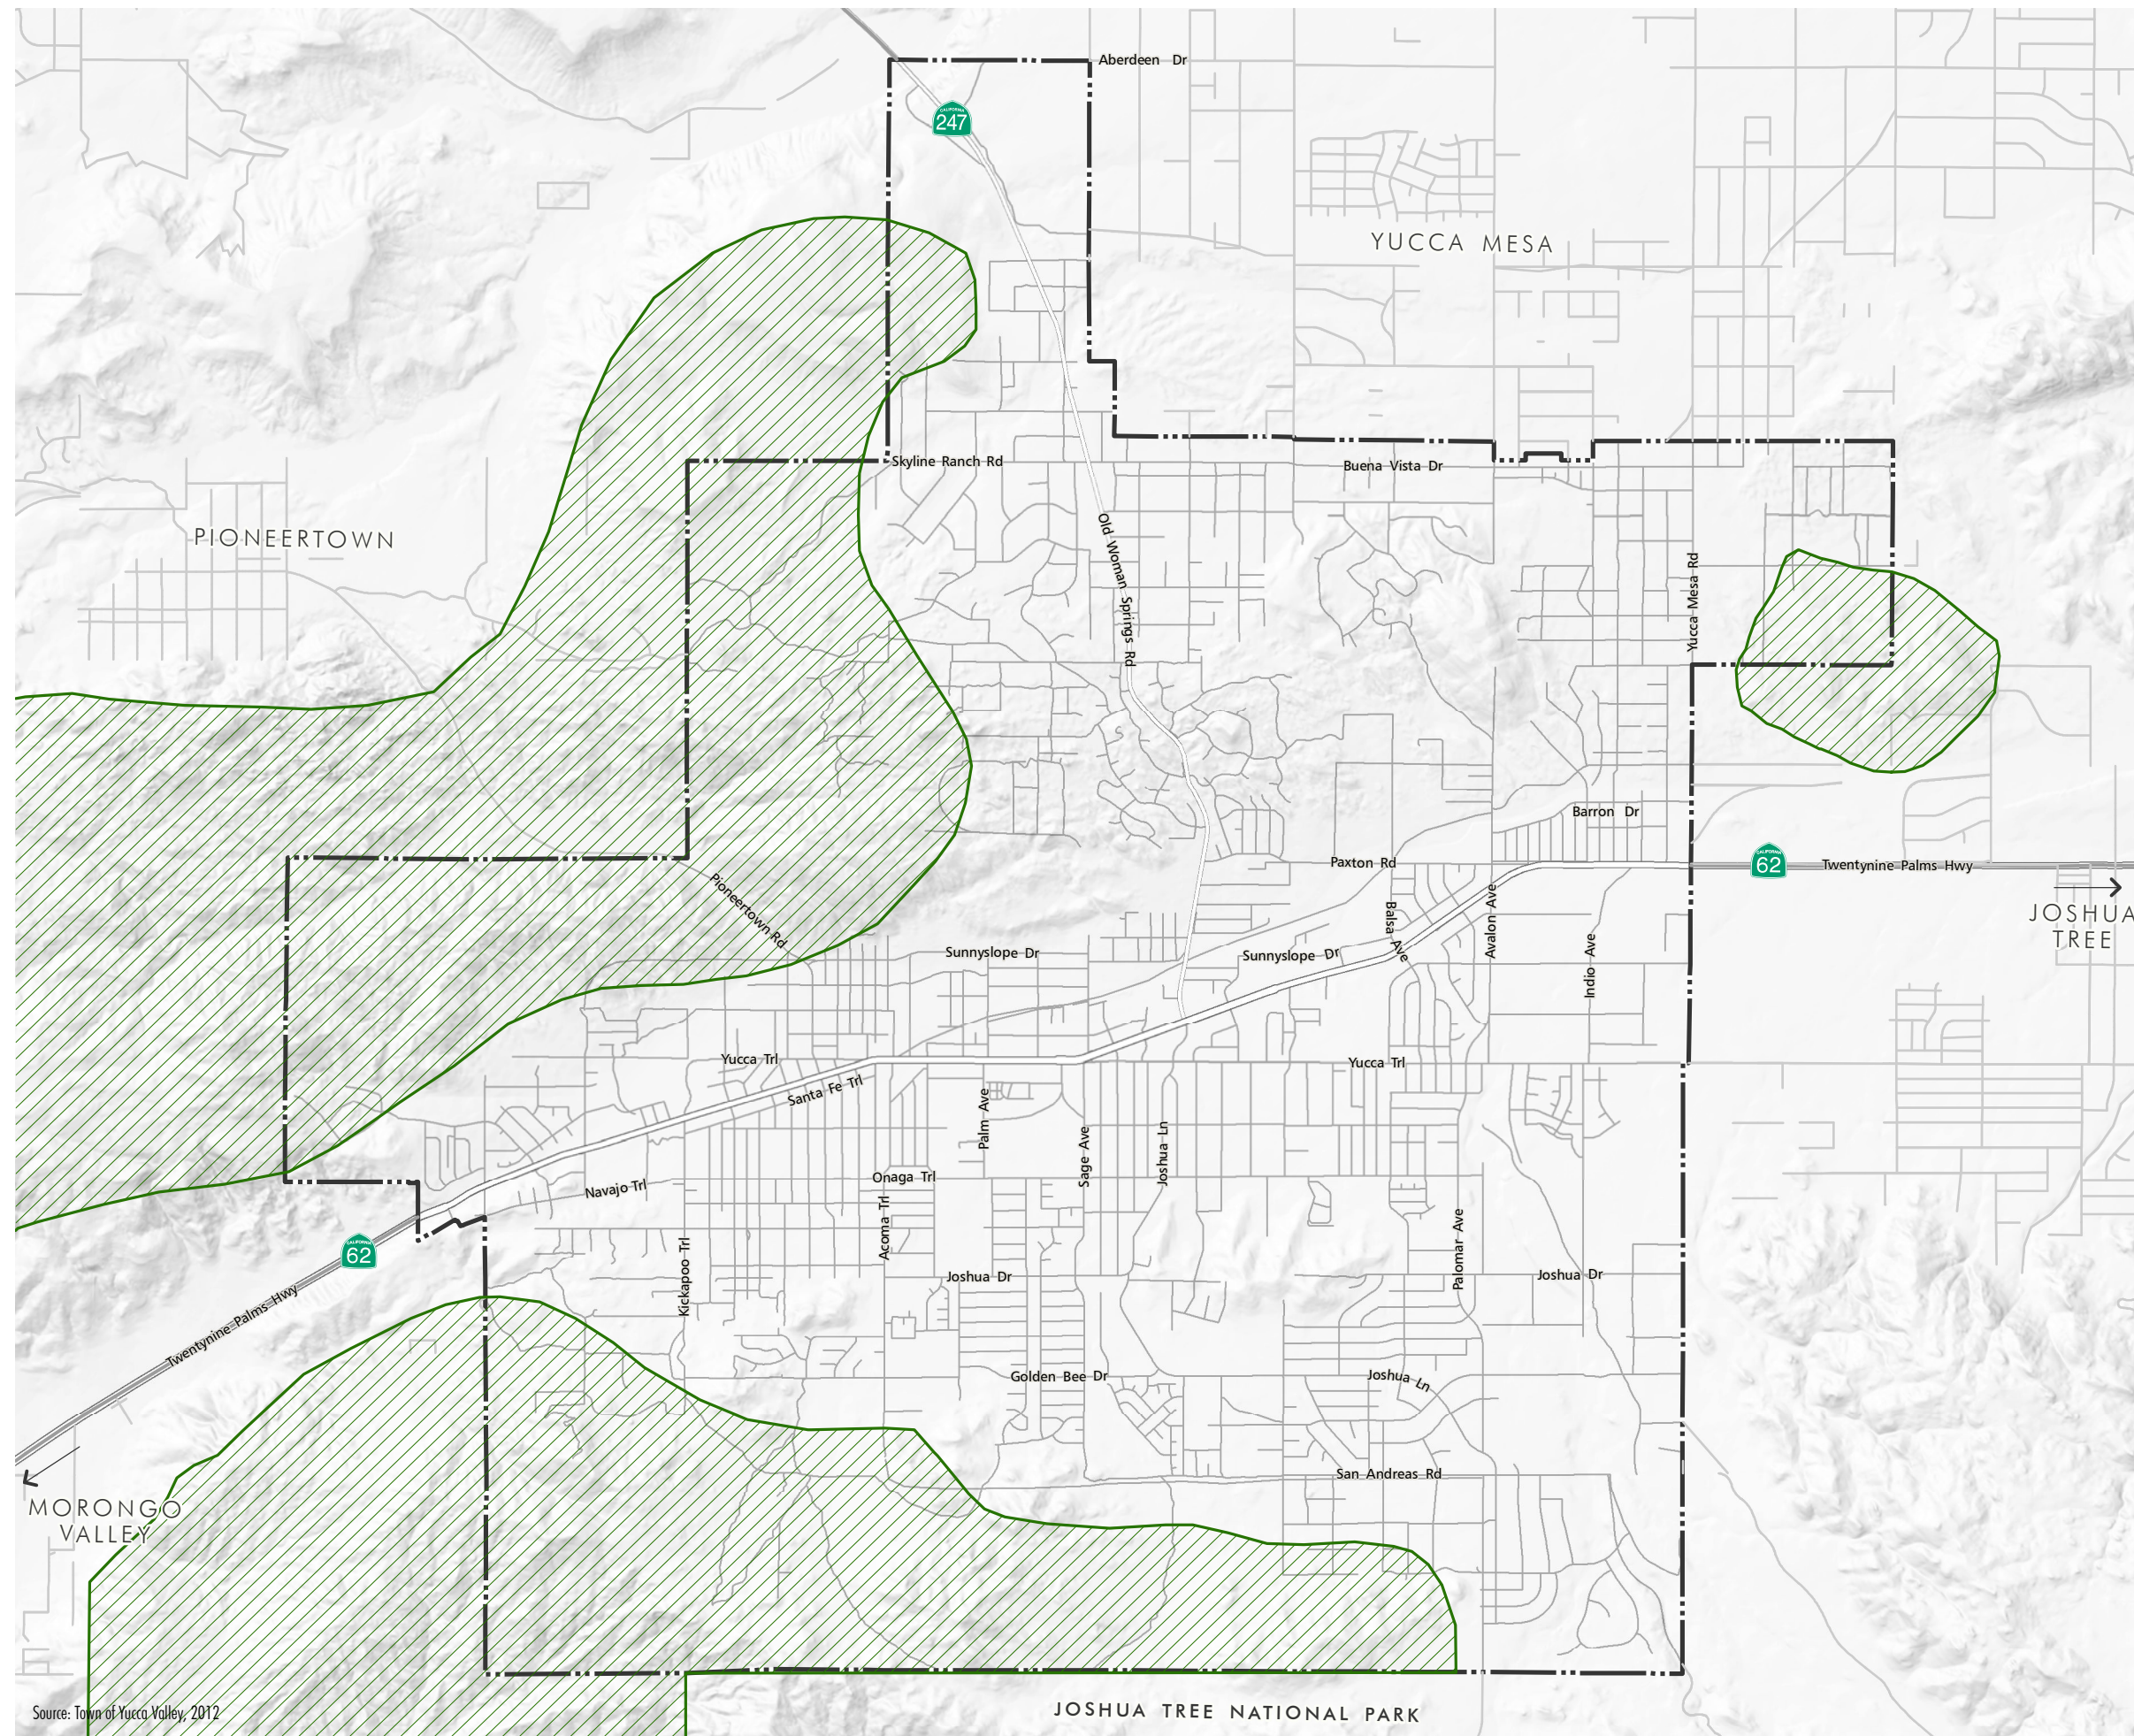 Aberdeen Dr
CALIFORNIA
247
YUCCA MESA
Skyline Ranch Rd
Buena Vista Dr
PIONEERTOWN
Old Woman Springs Rd
Yucca Mesa Rd
Barron Dr
Paxton Rd
CALIFORNIA
62
Twentynine Palms Hwy
Pioneertown Rd
Balsa Ave
Avalon Ave
JOSHUA
TREE
Sunnyslope Dr
Sunnyslope Dr
Indio Ave
Yucca Trl
Yucca Trl
Santa Fe Trl
Palm Ave
Sage Ave
Joshua Ln
Onaga Trl
Navajo Trl
Acoma Trl
Palomar Ave
CALIFORNIA
62
Kickapoo Trl
Joshua Dr
Joshua Dr
Twentynine Palms Hwy
Golden Bee Dr
Joshua Ln
San Andreas Rd
MORONGO
VALLEY
Source: Town of Yucca Valley, 2012
JOSHUA TREE NATIONAL PARK